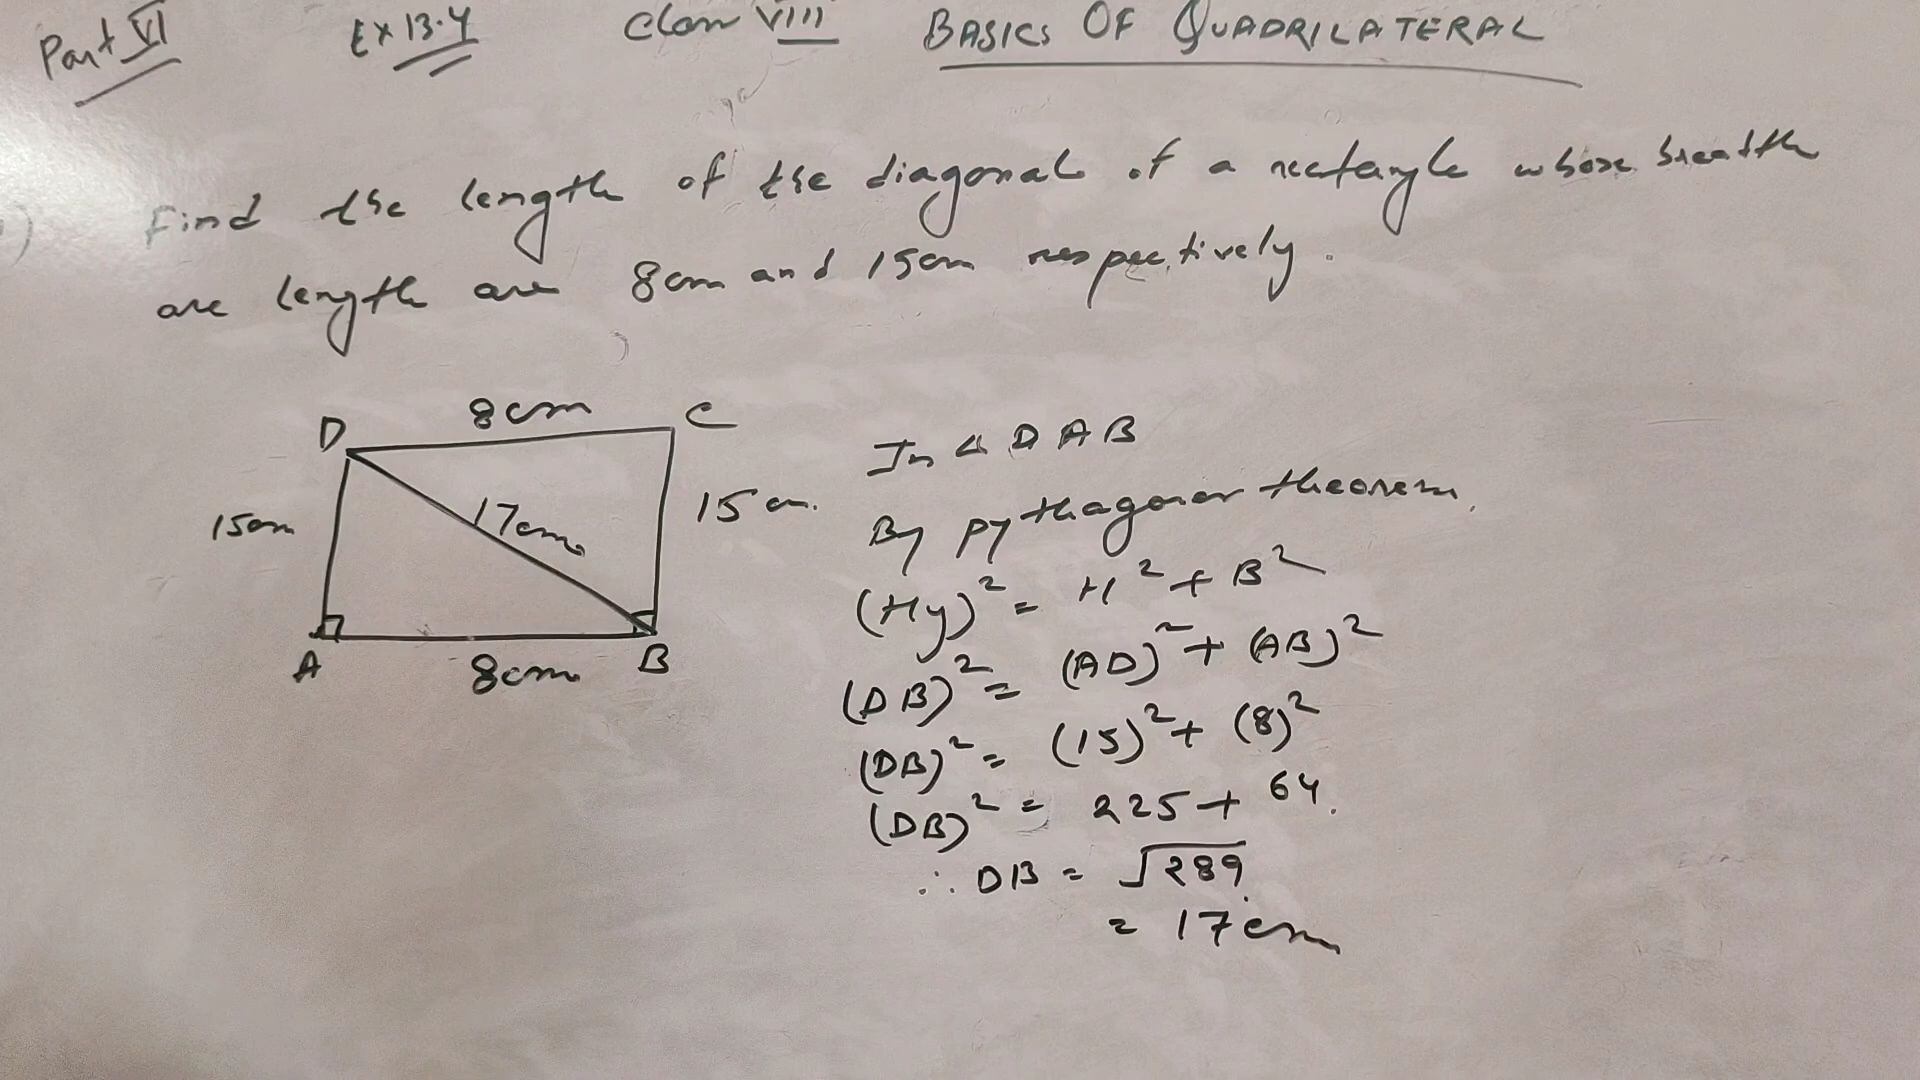 Part VI Ex 13.4 Class VIII BASICS OF QUADRILATERAL
Find the length of the diagonal of a rectangle whose breadth
are length are 8cm and 15cm respectively.
D 8cm C
15cm 17cm 15cm.
A 8cm B
In △DAB
By pythagoras theorem,
(Hy)² = H² + B²
(DB)² = (AD)² + (AB)²
(DB)² = (15)² + (8)²
(DB)² = 225 + 64.
∴ DB = √289
= 17cm